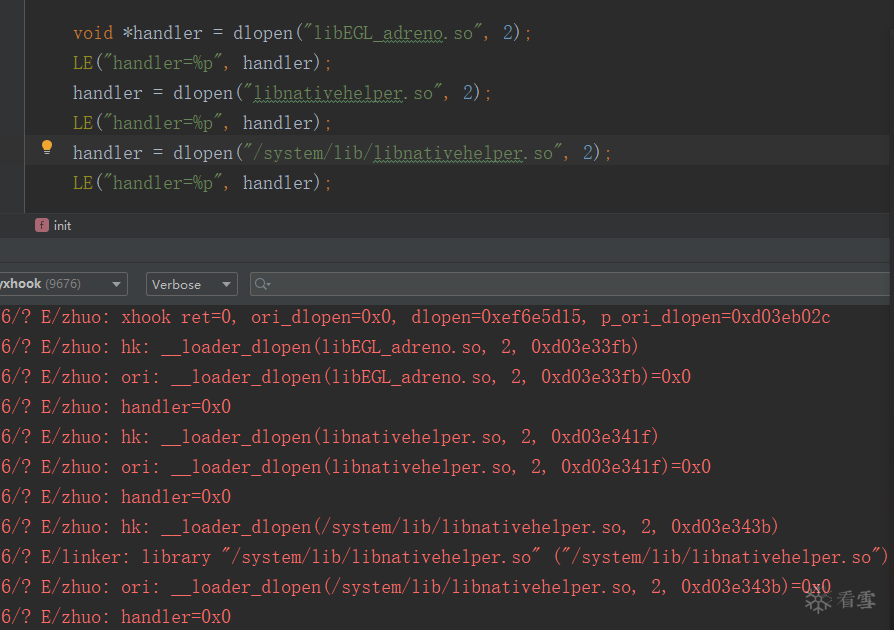 void *handler = dlopen("libEGL_adreno.so", 2);
LE("handler=%p", handler);
handler = dlopen("libnativehelper.so", 2);
LE("handler=%p", handler);
handler = dlopen("/system/lib/libnativehelper.so", 2);
LE("handler=%p", handler);
f init
yxhook (9676) Verbose
6/? E/zhuo: xhook ret=0, ori_dlopen=0x0, dlopen=0xef6e5d15, p_ori_dlopen=0xd03eb02c
6/? E/zhuo: hk: __loader_dlopen(libEGL_adreno.so, 2, 0xd03e33fb)
6/? E/zhuo: ori: __loader_dlopen(libEGL_adreno.so, 2, 0xd03e33fb)=0x0
6/? E/zhuo: handler=0x0
6/? E/zhuo: hk: __loader_dlopen(libnativehelper.so, 2, 0xd03e341f)
6/? E/zhuo: ori: __loader_dlopen(libnativehelper.so, 2, 0xd03e341f)=0x0
6/? E/zhuo: handler=0x0
6/? E/zhuo: hk: __loader_dlopen(/system/lib/libnativehelper.so, 2, 0xd03e343b)
6/? E/linker: library "/system/lib/libnativehelper.so" ("/system/lib/libnativehelper.so")
6/? E/zhuo: ori: __loader_dlopen(/system/lib/libnativehelper.so, 2, 0xd03e343b)=0x0
6/? E/zhuo: handler=0x0
看雪